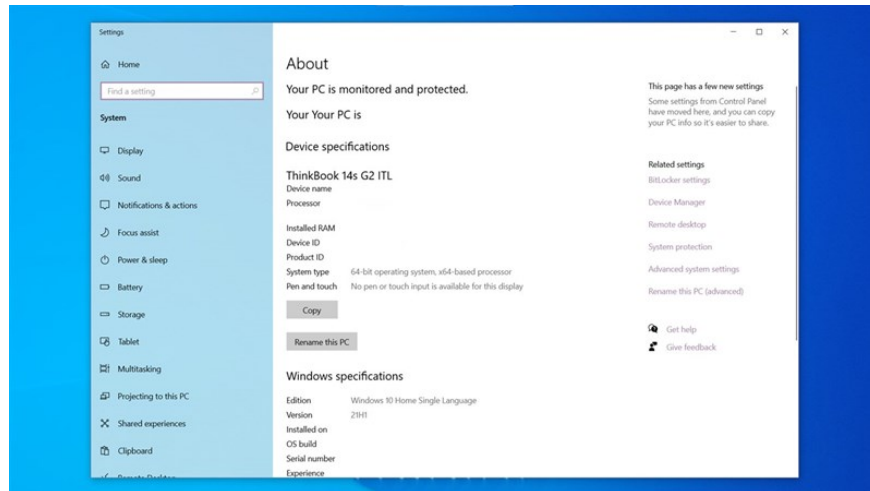 Settings
Home
Find a setting
System
Display
Sound
Notifications & actions
Focus assist
Power & sleep
Battery
Storage
Tablet
Multitasking
Projecting to this PC
Shared experiences
Clipboard
Remote Desktop
About
Your PC is monitored and protected.
Your Your PC is
Device specifications
ThinkBook 14s G2 ITL
Device name
Processor
Installed RAM
Device ID
Product ID
System type 64-bit operating system, x64-based processor
Pen and touch No pen or touch input is available for this display
Copy
Rename this PC
Windows specifications
Edition Windows 10 Home Single Language
Version 21H1
Installed on
OS build
Serial number
Experience
This page has a few new settings
Some settings from Control Panel
have moved here, and you can copy
your PC info so it's easier to share.
Related settings
BitLocker settings
Device Manager
Remote desktop
System protection
Advanced system settings
Rename this PC (advanced)
Get help
Give feedback